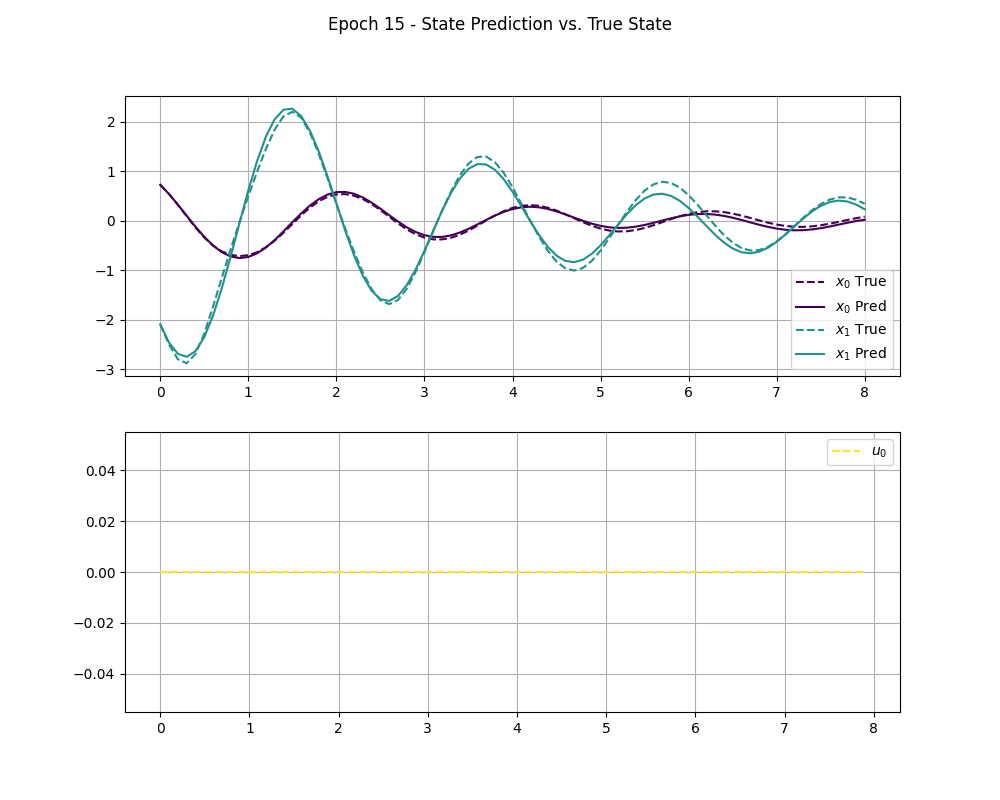 Epoch 15 - State Prediction vs. True State
2
1
0
−1
−2
−3
x₀ True
x₀ Pred
x₁ True
x₁ Pred
0 1 2 3 4 5 6 7 8
0.04
0.02
0.00
−0.02
−0.04
u₀
0 1 2 3 4 5 6 7 8